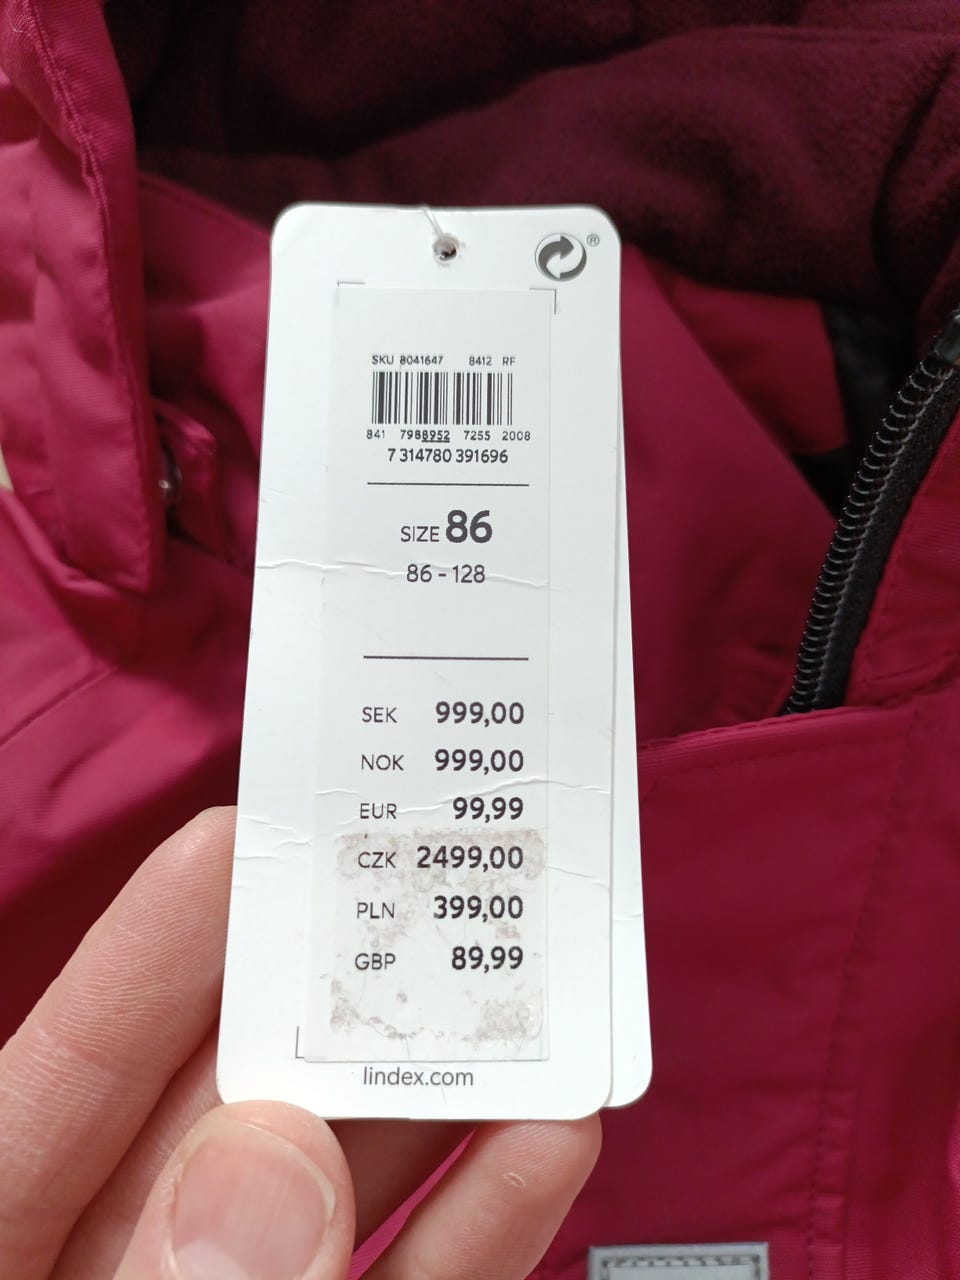 ®
SKU 8041647 8412 RF
841 7988952 7255 2008
7 314780 391696
SIZE 86
86 - 128
SEK 999,00
NOK 999,00
EUR 99,99
CZK 2499,00
PLN 399,00
GBP 89,99
lindex.com